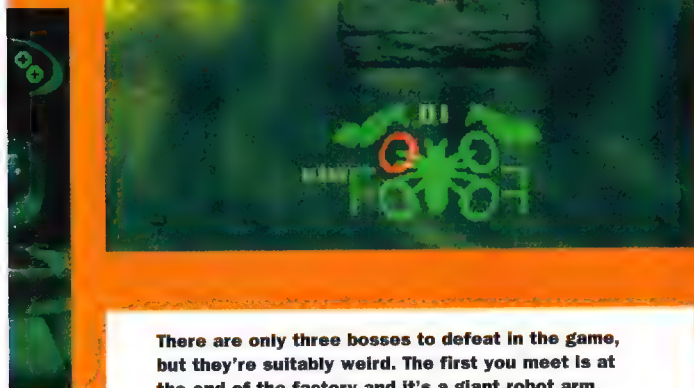 There are only three bosses to defeat in the game,
but they're suitably weird. The first you meet is at
the end of the factory and it's a giant robot arm